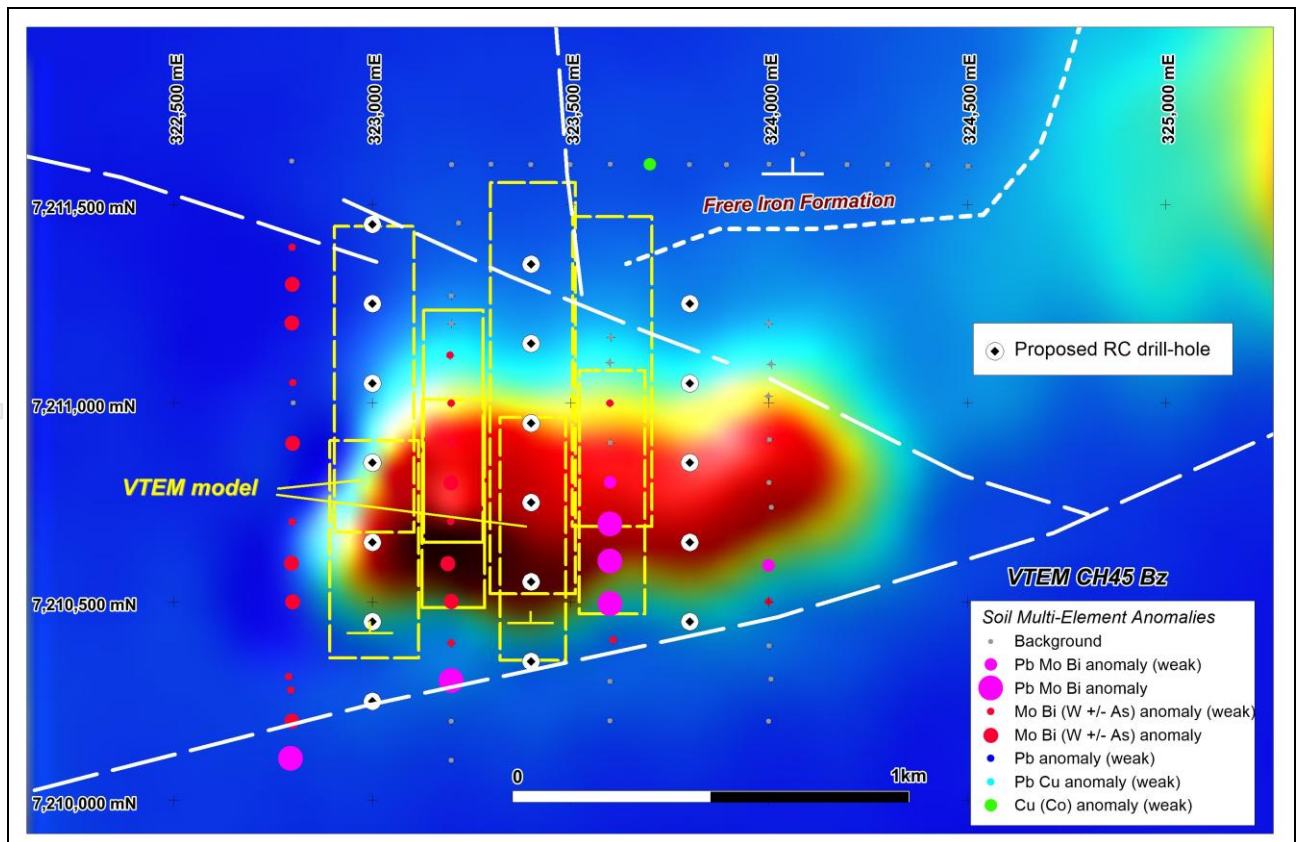 322,500 mE
323,000 mE
323,500 mE
324,000 mE
324,500 mE
325,000 mE
7,211,500 mN
Frere Iron Formation
Proposed RC drill-hole
7,211,000 mN
VTEM model
7,210,500 mN
VTEM CH45 Bz
Soil Multi-Element Anomalies
Background
Pb Mo Bi anomaly (weak)
Pb Mo Bi anomaly
Mo Bi (W +/- As) anomaly (weak)
Mo Bi (W +/- As) anomaly
Pb anomaly (weak)
Pb Cu anomaly (weak)
Cu (Co) anomaly (weak)
0 1km
7,210,000 mN